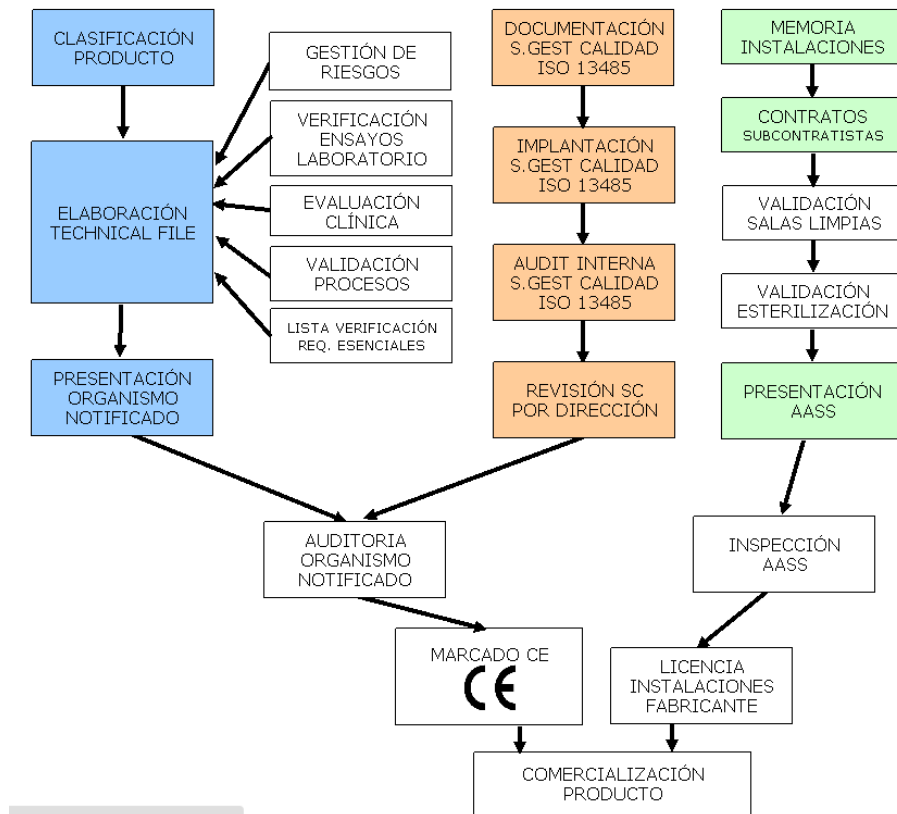 CLASIFICACIÓN
PRODUCTO
GESTIÓN DE
RIESGOS
VERIFICACIÓN
ENSAYOS
LABORATORIO
EVALUACIÓN
CLÍNICA
VALIDACIÓN
PROCESOS
LISTA VERIFICACIÓN
REQ. ESENCIALES
ELABORACIÓN
TECHNICAL FILE
PRESENTACIÓN
ORGANISMO
NOTIFICADO
DOCUMENTACIÓN
S.GEST CALIDAD
ISO 13485
IMPLANTACIÓN
S.GEST CALIDAD
ISO 13485
AUDIT INTERNA
S.GEST CALIDAD
ISO 13485
REVISIÓN SC
POR DIRECCIÓN
MEMORIA
INSTALACIONES
CONTRATOS
SUBCONTRATISTAS
VALIDACIÓN
SALAS LIMPIAS
VALIDACIÓN
ESTERILIZACIÓN
PRESENTACIÓN
AASS
AUDITORIA
ORGANISMO
NOTIFICADO
INSPECCIÓN
AASS
MARCADO CE
CE
LICENCIA
INSTALACIONES
FABRICANTE
COMERCIALIZACIÓN
PRODUCTO